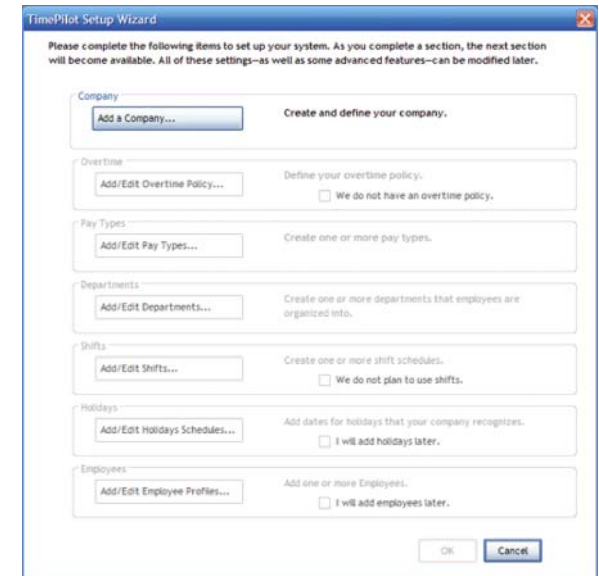 TimePilot Setup Wizard
Please complete the following items to set up your system. As you complete a section, the next section
will become available. All of these settings—as well as some advanced features—can be modified later.
Company
Add a Company...
Create and define your company.
Overtime
Add/Edit Overtime Policy...
Define your overtime policy.
We do not have an overtime policy.
Pay Types
Add/Edit Pay Types...
Create one or more pay types.
Departments
Add/Edit Departments...
Create one or more departments that employees are
organized into.
Shifts
Add/Edit Shifts...
Create one or more shift schedules.
We do not plan to use shifts.
Holidays
Add/Edit Holidays Schedules...
Add dates for holidays that your company recognizes.
I will add holidays later.
Employees
Add/Edit Employee Profiles...
Add one or more Employees.
I will add employees later.
OK
Cancel